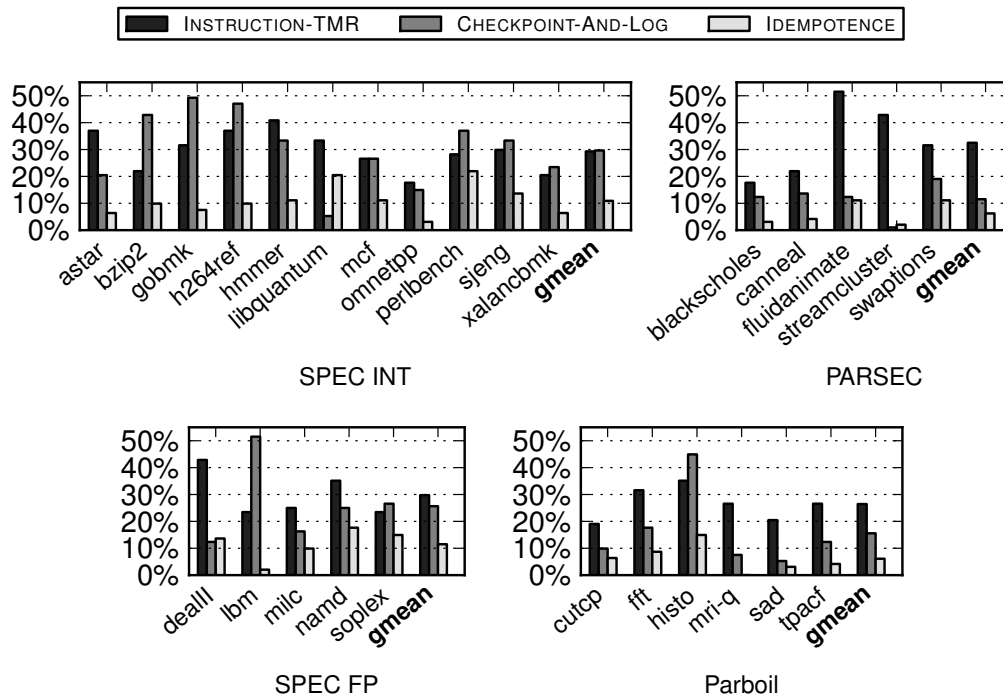 INSTRUCTION-TMR CHECKPOINT-AND-LOG IDEMPOTENCE
50%
40%
30%
20%
10%
0%
astar bzip2 gobmk h264ref hmmer libquantum mcf omnetpp perlbench sjeng xalancbmk gmean
SPEC INT
50%
40%
30%
20%
10%
0%
blackscholes canneal fluidanimate streamcluster swaptions gmean
PARSEC
50%
40%
30%
20%
10%
0%
dealII lbm milc namd soplex gmean
SPEC FP
50%
40%
30%
20%
10%
0%
cutcp fft histo mri-q sad tpacf gmean
Parboil